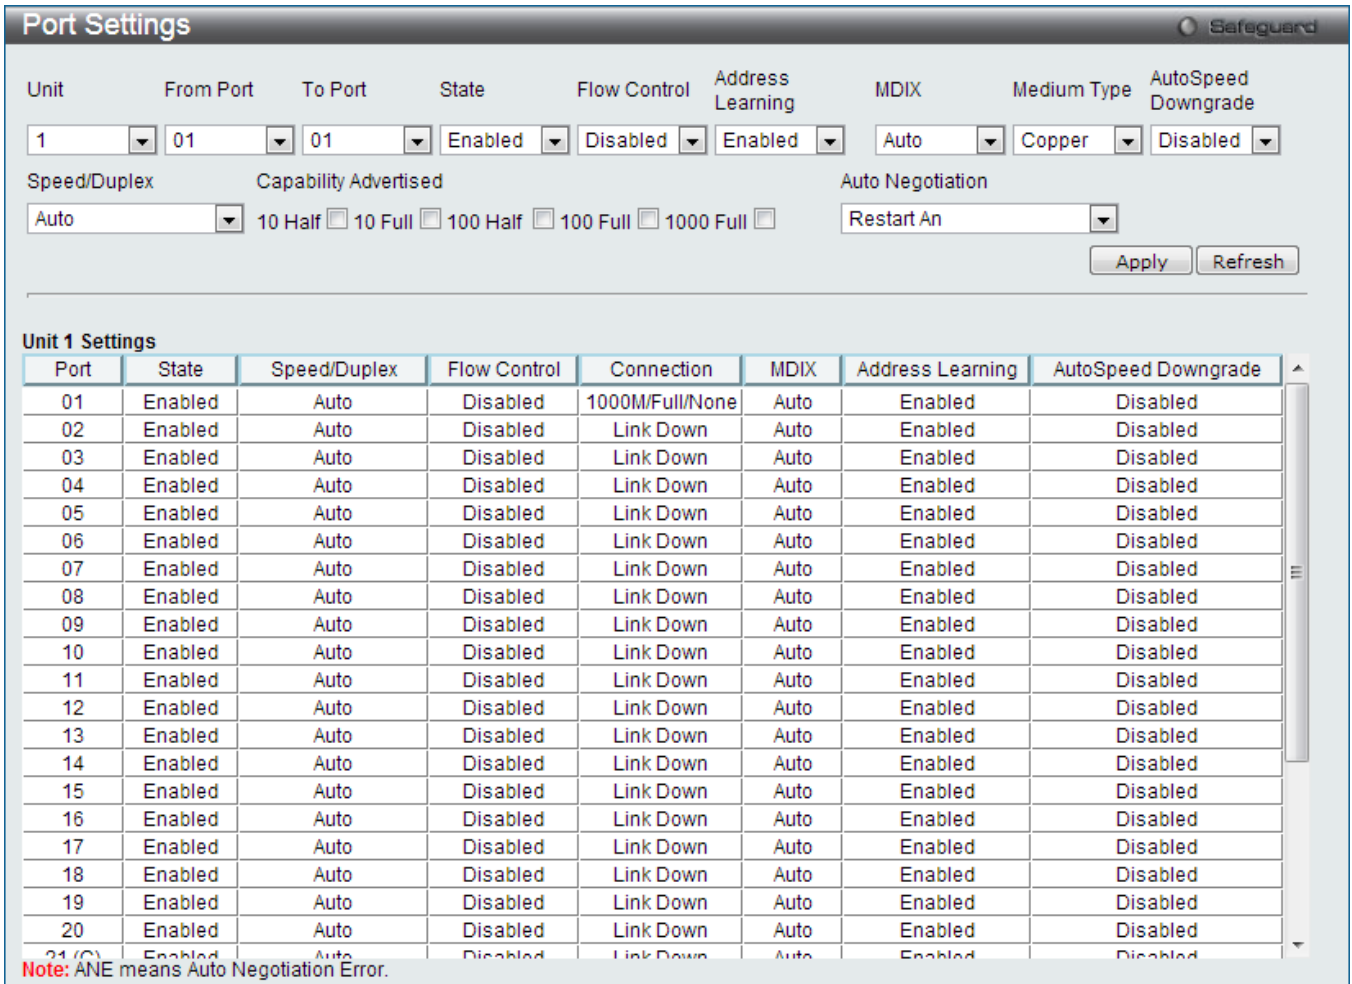 Port Settings
Safeguard
Unit From Port To Port State Flow Control Address Learning MDIX Medium Type AutoSpeed Downgrade
1 01 01 Enabled Disabled Enabled Auto Copper Disabled
Speed/Duplex Capability Advertised Auto Negotiation
Auto 10 Half 10 Full 100 Half 100 Full 1000 Full Restart An
Apply Refresh
Unit 1 Settings
Port State Speed/Duplex Flow Control Connection MDIX Address Learning AutoSpeed Downgrade
01 Enabled Auto Disabled 1000M/Full/None Auto Enabled Disabled
02 Enabled Auto Disabled Link Down Auto Enabled Disabled
03 Enabled Auto Disabled Link Down Auto Enabled Disabled
04 Enabled Auto Disabled Link Down Auto Enabled Disabled
05 Enabled Auto Disabled Link Down Auto Enabled Disabled
06 Enabled Auto Disabled Link Down Auto Enabled Disabled
07 Enabled Auto Disabled Link Down Auto Enabled Disabled
08 Enabled Auto Disabled Link Down Auto Enabled Disabled
09 Enabled Auto Disabled Link Down Auto Enabled Disabled
10 Enabled Auto Disabled Link Down Auto Enabled Disabled
11 Enabled Auto Disabled Link Down Auto Enabled Disabled
12 Enabled Auto Disabled Link Down Auto Enabled Disabled
13 Enabled Auto Disabled Link Down Auto Enabled Disabled
14 Enabled Auto Disabled Link Down Auto Enabled Disabled
15 Enabled Auto Disabled Link Down Auto Enabled Disabled
16 Enabled Auto Disabled Link Down Auto Enabled Disabled
17 Enabled Auto Disabled Link Down Auto Enabled Disabled
18 Enabled Auto Disabled Link Down Auto Enabled Disabled
19 Enabled Auto Disabled Link Down Auto Enabled Disabled
20 Enabled Auto Disabled Link Down Auto Enabled Disabled
21 (C) Enabled Auto Disabled Link Down Auto Enabled Disabled
Note: ANE means Auto Negotiation Error.